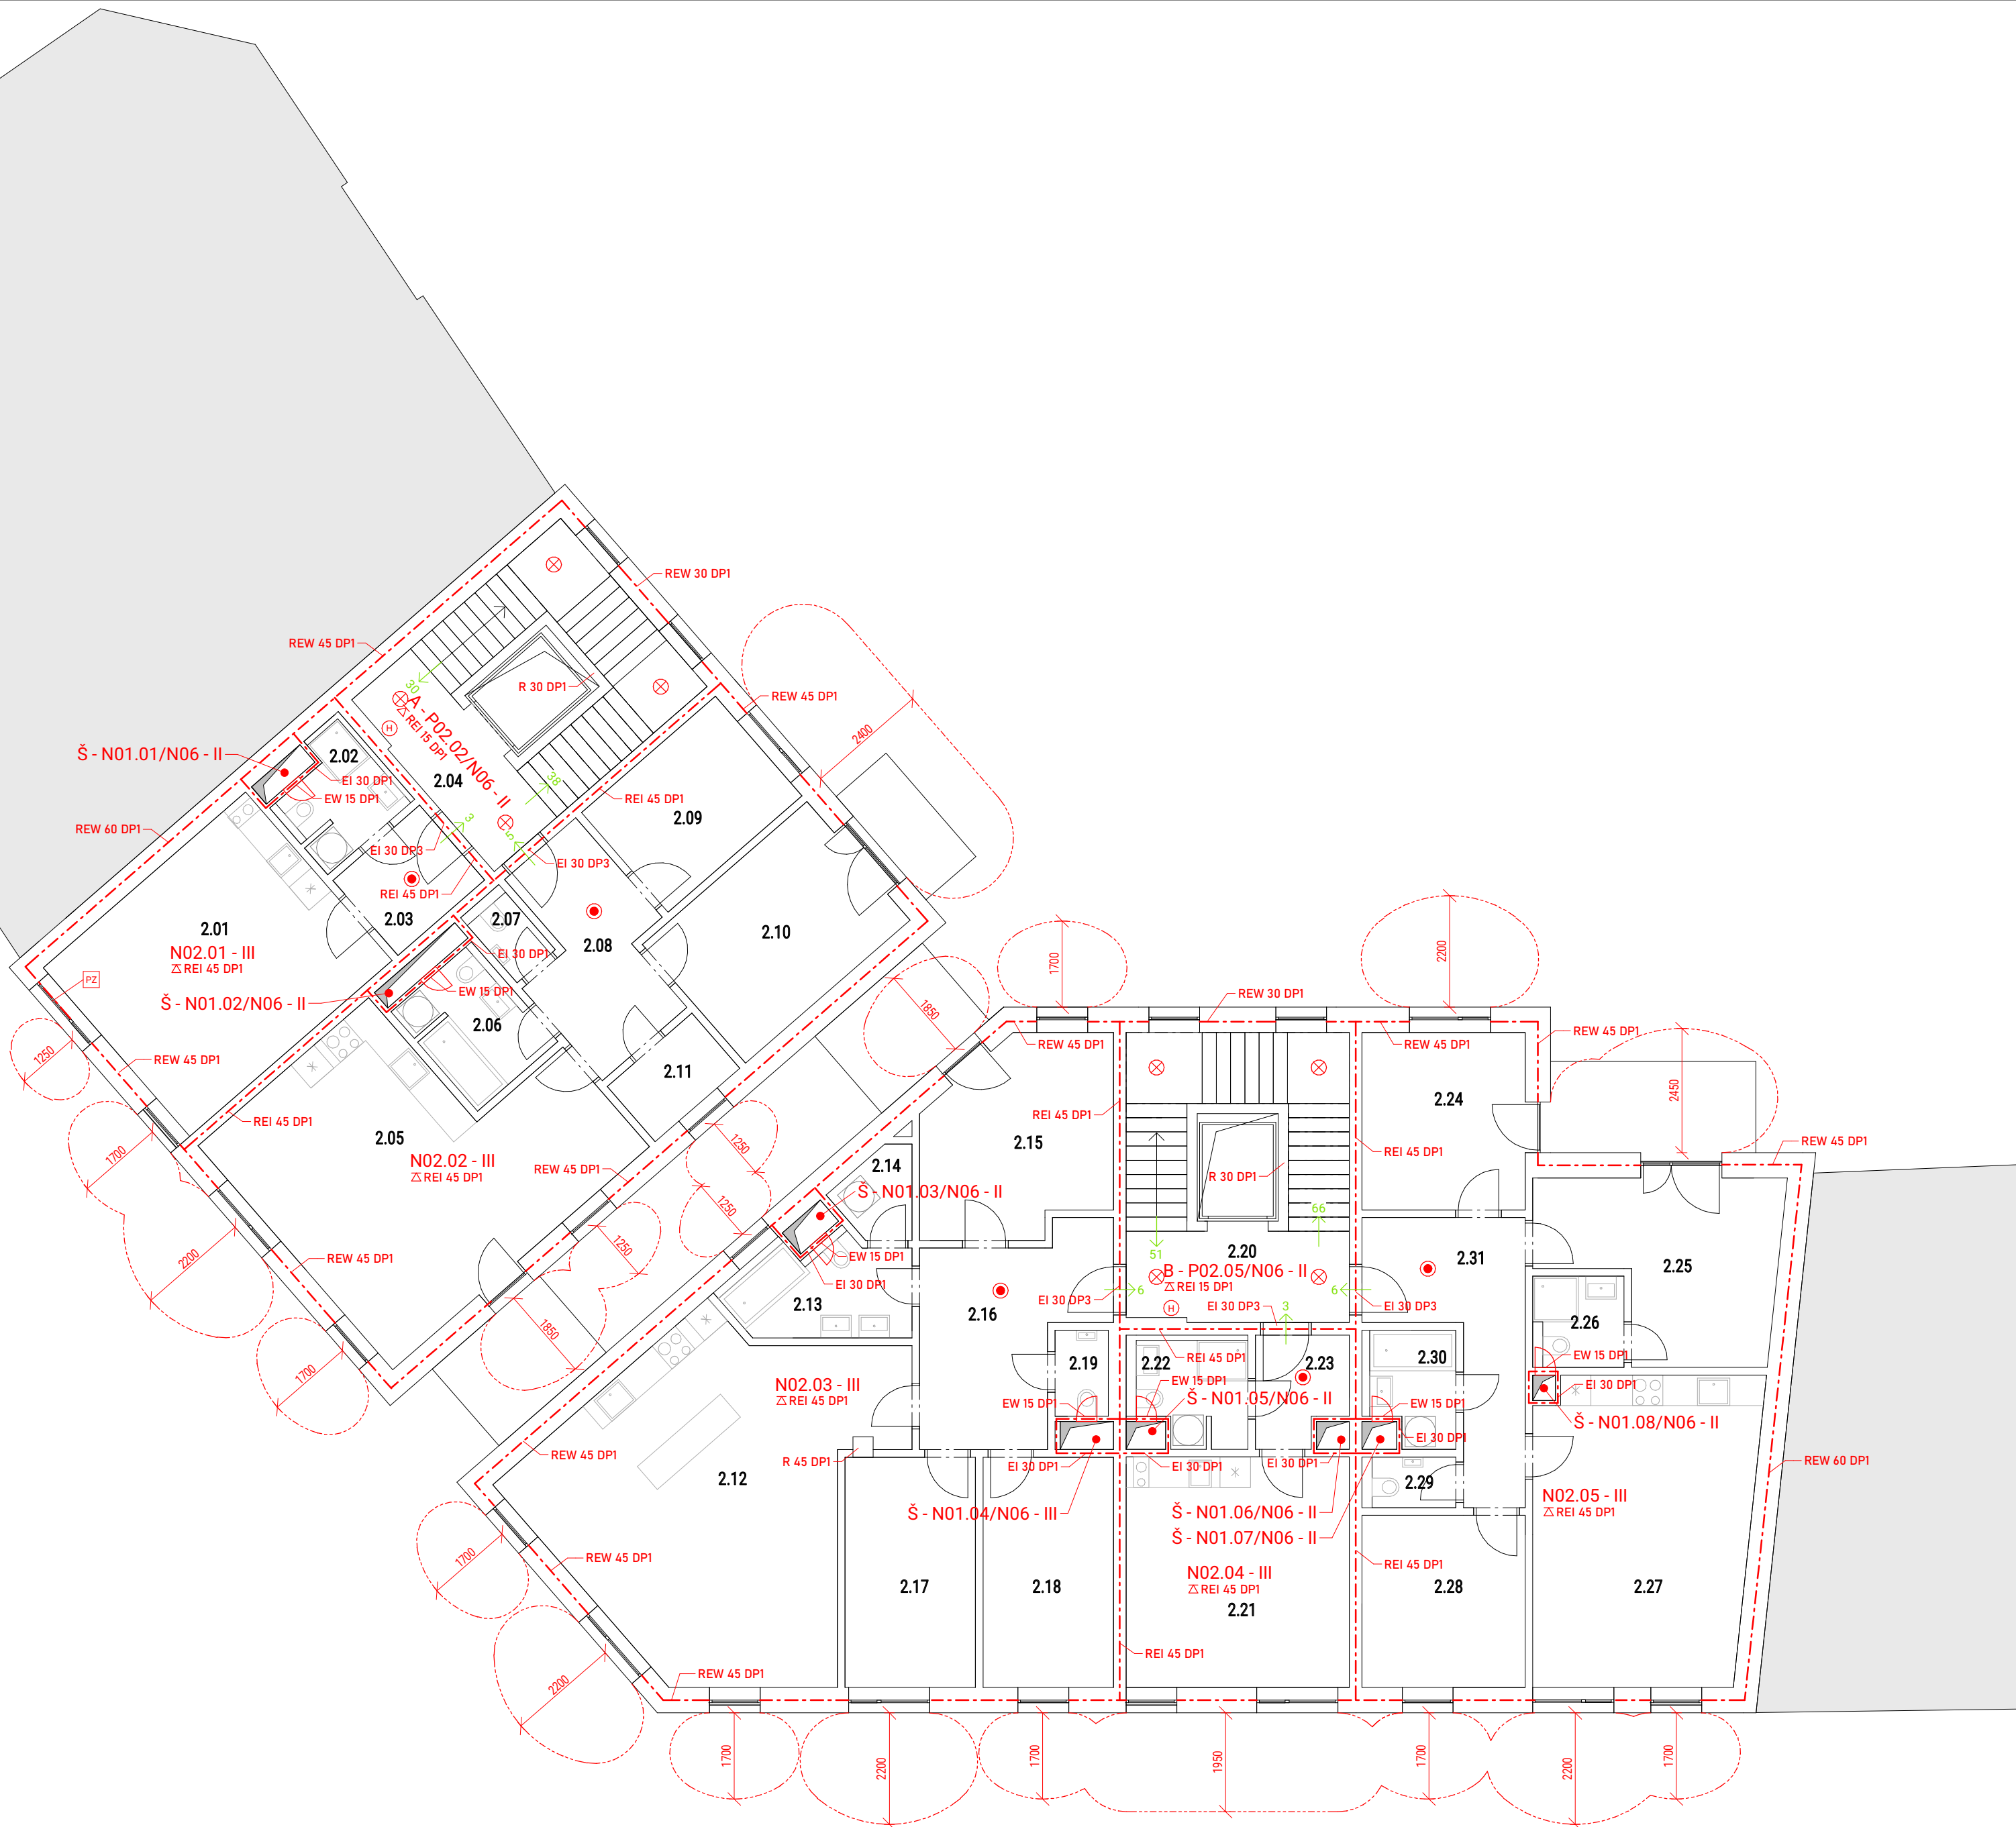 REW 30 DP1
REW 45 DP1
R 30 DP1
REW 45 DP1
30
A - P02.02/N06 - II
REI 15 DP1
H
2400
Š - N01.01/N06 - II
2.02
EI 30 DP1
EW 15 DP1
2.04
38
REI 45 DP1
2.09
REW 60 DP1
3
5
EI 30 DP3
EI 30 DP3
REI 45 DP1
2.01
N02.01 - III
REI 45 DP1
2.03
2.07
2.08
2.10
EI 30 DP1
PZ
EW 15 DP1
Š - N01.02/N06 - II
2.06
1250
REW 45 DP1
2.11
1850
REI 45 DP1
2.05
N02.02 - III
REI 45 DP1
REW 45 DP1
1700
2200
REW 45 DP1
1250
1250
1250
1850
1700
1700
2200
REW 30 DP1
REW 45 DP1
REW 45 DP1
REW 45 DP1
2450
REI 45 DP1
2.15
2.24
REW 45 DP1
REI 45 DP1
2.14
R 30 DP1
Š - N01.03/N06 - II
66
51
2.20
B - P02.05/N06 - II
REI 15 DP1
EW 15 DP1
EI 30 DP1
2.31
2.25
2.13
2.16
EI 30 DP3
6
H
EI 30 DP3
3
6
EI 30 DP3
2.26
2.19
2.22
REI 45 DP1
2.23
2.30
EW 15 DP1
N02.03 - III
REI 45 DP1
EW 15 DP1
EW 15 DP1
Š - N01.05/N06 - II
EW 15 DP1
EI 30 DP1
Š - N01.08/N06 - II
EI 30 DP1
REW 45 DP1
R 45 DP1
2.12
EI 30 DP1
EI 30 DP1
EI 30 DP1
REW 60 DP1
2.29
N02.05 - III
REI 45 DP1
Š - N01.04/N06 - III
Š - N01.06/N06 - II
Š - N01.07/N06 - II
REW 45 DP1
1700
N02.04 - III
REI 45 DP1
REI 45 DP1
2.17
2.18
2.21
2.28
2.27
REI 45 DP1
REW 45 DP1
2200
1700
2200
1700
1950
1700
2200
1700